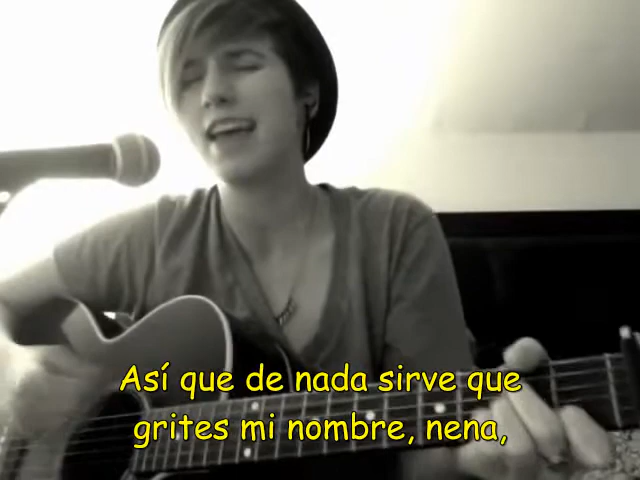 Así que de nada sirve que
grites mi nombre, nena,